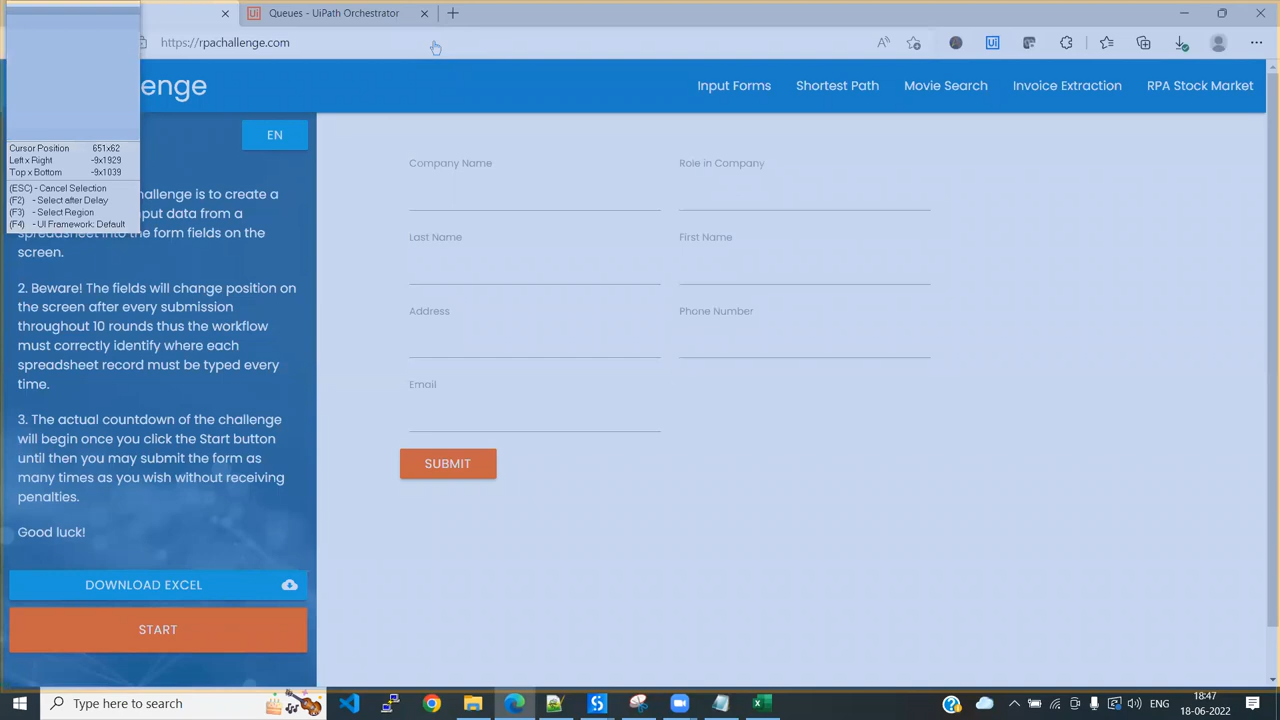 Queues - UiPath Orchestrator
https://rpachallenge.com
enge
Input Forms
Shortest Path
Movie Search
Invoice Extraction
RPA Stock Market
EN
Cursor Position 651x62
Left x Right -9x1929
Top x Bottom -9x1039
(ESC) - Cancel Selection
(F2) - Select after Delay
(F3) - Select Region
(F4) - UI Framework: Default
hallenge is to create a
put data from a
spreadsheet into the form fields on the
screen.
2. Beware! The fields will change position on
the screen after every submission
throughout 10 rounds thus the workflow
must correctly identify where each
spreadsheet record must be typed every
time.
3. The actual countdown of the challenge
will begin once you click the Start button
until then you may submit the form as
many times as you wish without receiving
penalties.
Good luck!
DOWNLOAD EXCEL
START
Company Name
Role in Company
Last Name
First Name
Address
Phone Number
Email
SUBMIT
Type here to search
ENG
18:47
18-06-2022